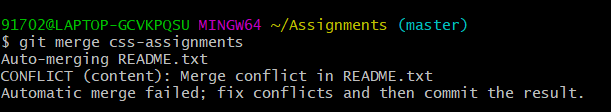 91702@LAPTOP-GCVKPQSU MINGW64 ~/Assignments (master)
$ git merge css-assignments
Auto-merging README.txt
CONFLICT (content): Merge conflict in README.txt
Automatic merge failed; fix conflicts and then commit the result.